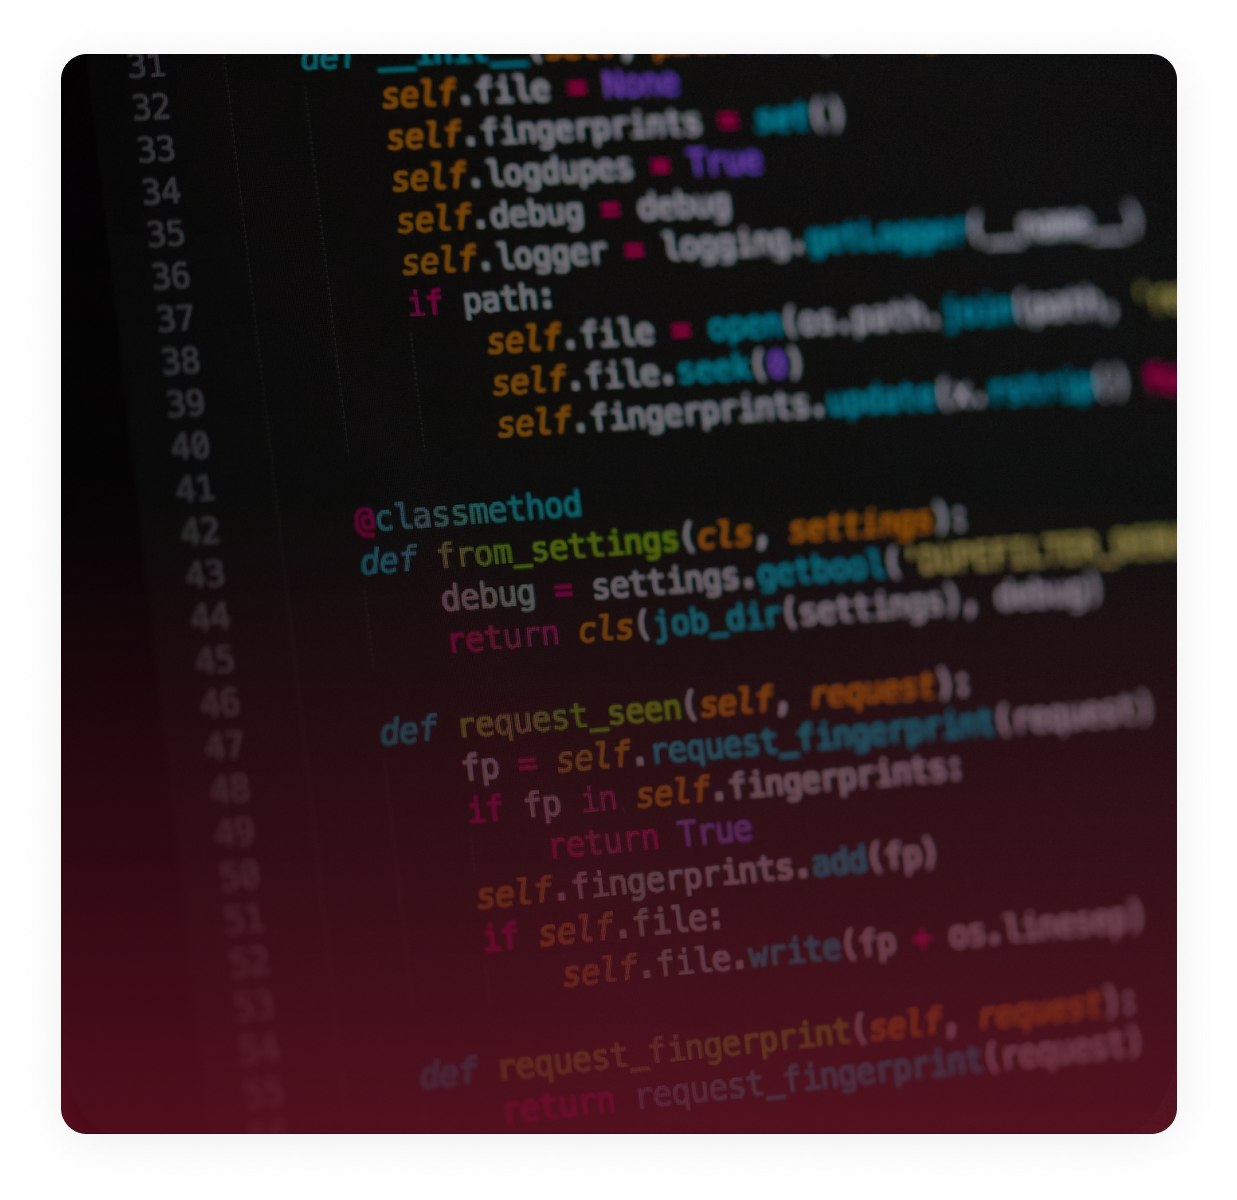 31 def __init__(self,
32 self.file = None
33 self.fingerprints = set()
34 self.logdupes = True
35 self.debug = debug
36 self.logger = logging.getLogger(__name__)
37 if path:
38 self.file = open(os.path.join(path,
39 self.file.seek(0)
40 self.fingerprints.update(x.rstrip()
41
42 @classmethod
43 def from_settings(cls, settings):
44 debug = settings.getbool('DUPEFILTER_DEBU
45 return cls(job_dir(settings), debug)
46
47 def request_seen(self, request):
48 fp = self.request_fingerprint(request)
49 if fp in self.fingerprints:
50 return True
51 self.fingerprints.add(fp)
52 if self.file:
53 self.file.write(fp + os.linesep)
54
55 def request_fingerprint(self, request):
return request_fingerprint(request)